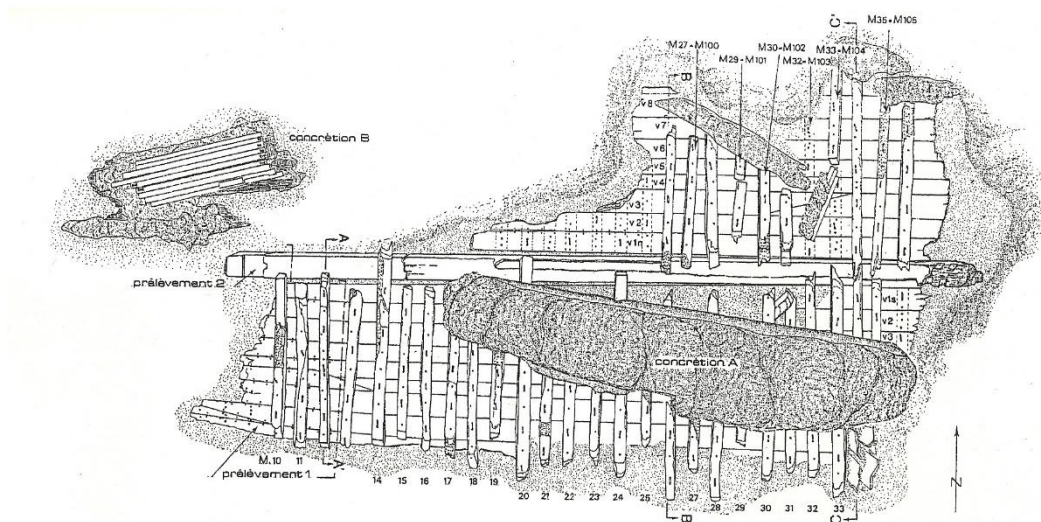 C'
M35-M105
M27-M100
M30-M102
M33-M104
M29-M101
M32-M103
B
v8
v7
v6
v5
v4
v3
v2
v1n
concrétion B
A
prélèvement 2
v1s
v2
v3
concrétion A
M.10 11
prélèvement 1
A'
14 15 16 17 18 19
20 21 22 23 24 25
27 28 29 30 31 32 33
B
C
N